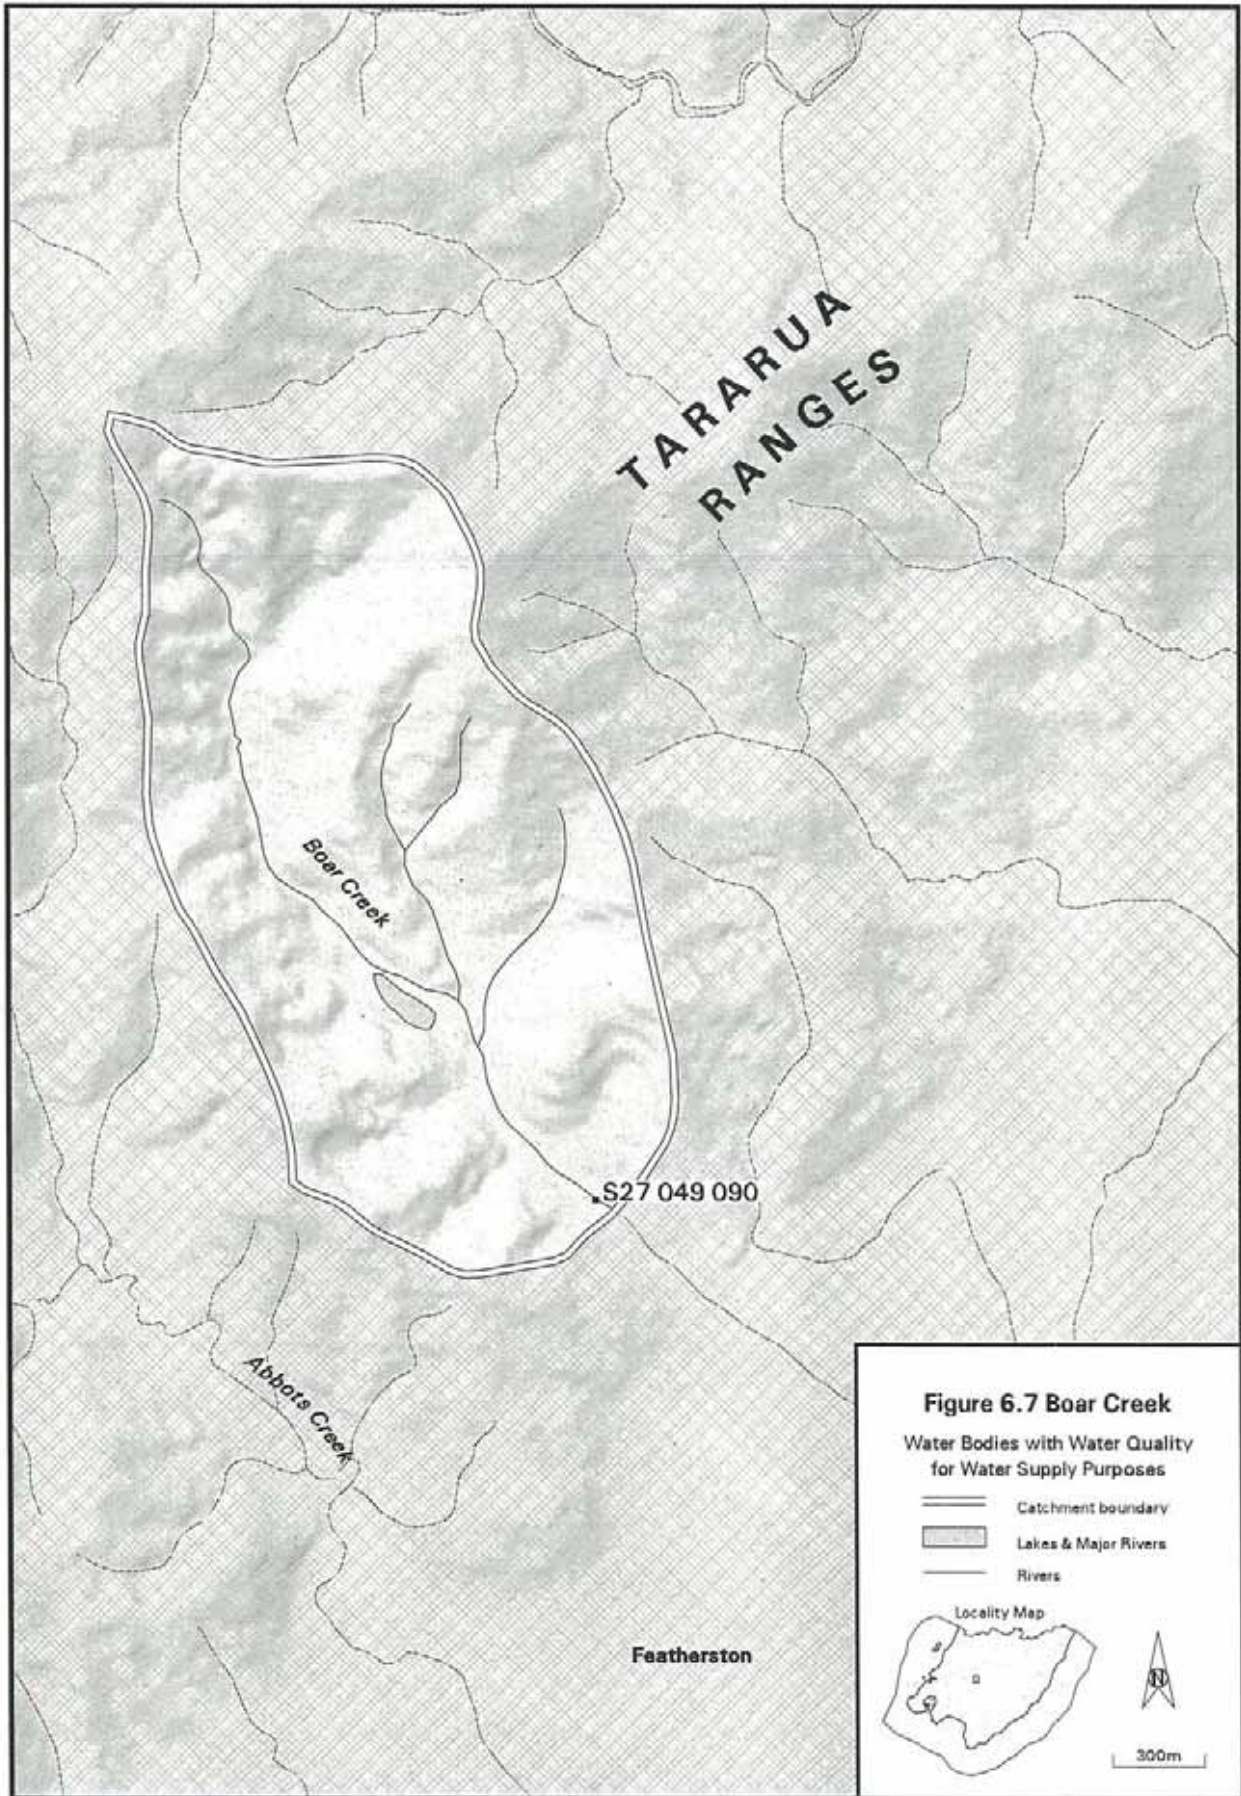 TARARUA
RANGES
Boar Creek
S27 049 090
Abbots Creek
Featherston
Figure 6.7 Boar Creek
Water Bodies with Water Quality
for Water Supply Purposes
Catchment boundary
Lakes & Major Rivers
Rivers
Locality Map
N
300m